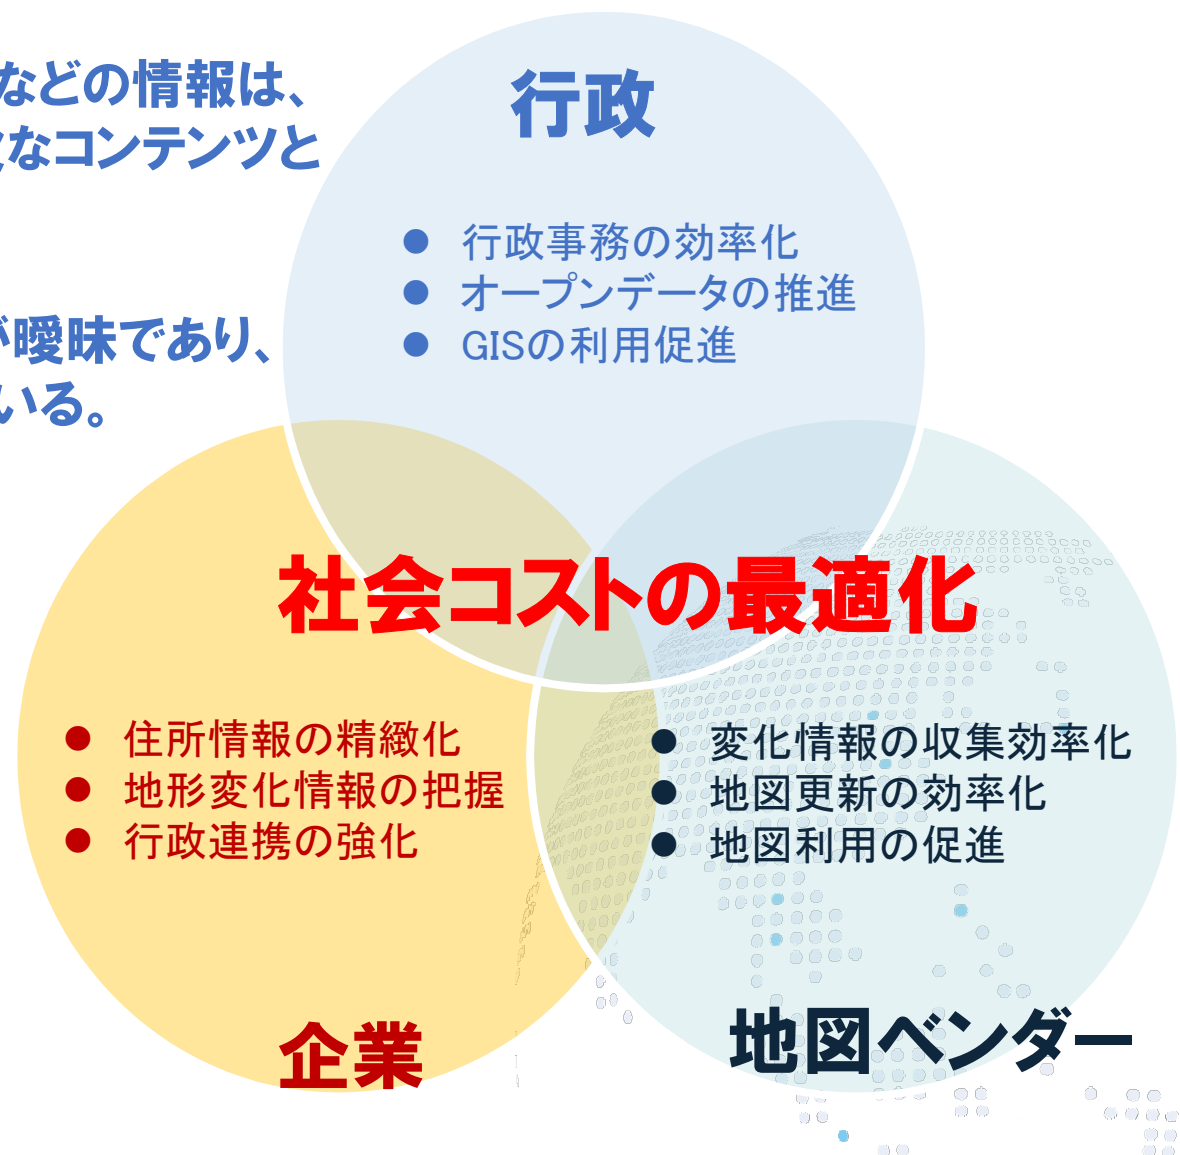 などの情報は、
なコンテンツと
が曖昧であり、
いる。
行政
● 行政事務の効率化
● オープンデータの推進
● GISの利用促進
社会コストの最適化
● 住所情報の精緻化
● 地形変化情報の把握
● 行政連携の強化
企業
● 変化情報の収集効率化
● 地図更新の効率化
● 地図利用の促進
地図ベンダー